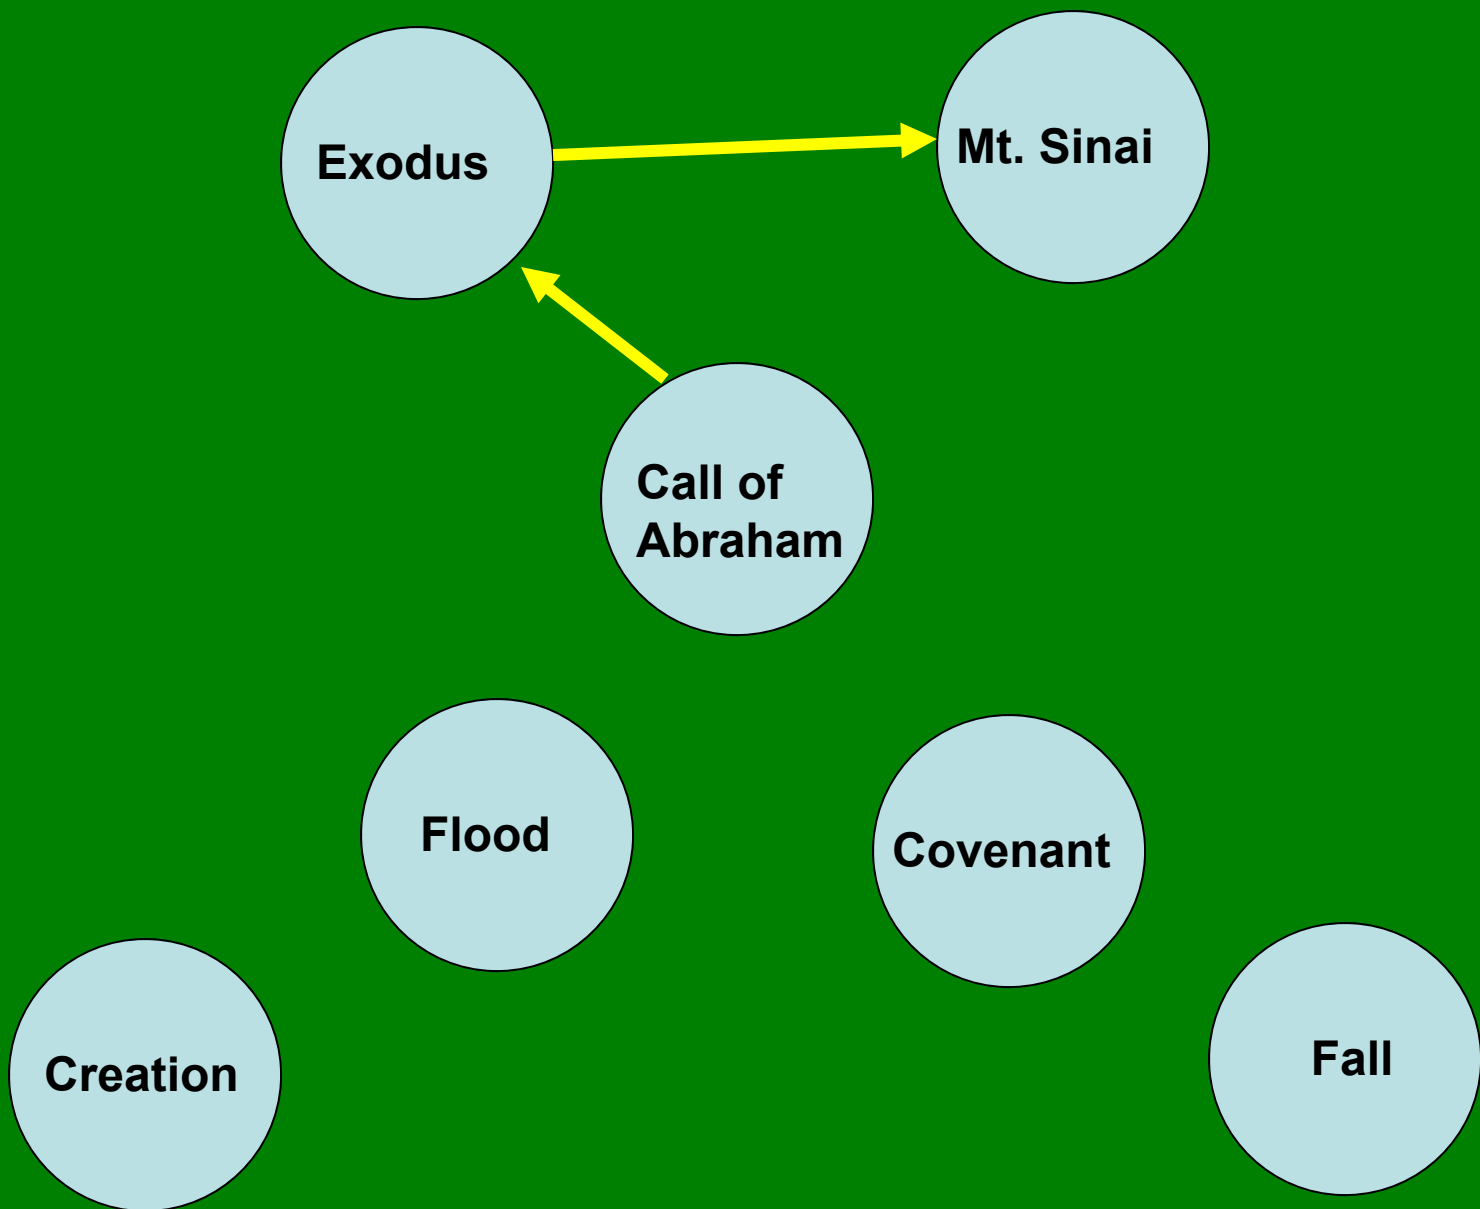 Exodus
Mt. Sinai
Call of
Abraham
Flood
Covenant
Creation
Fall